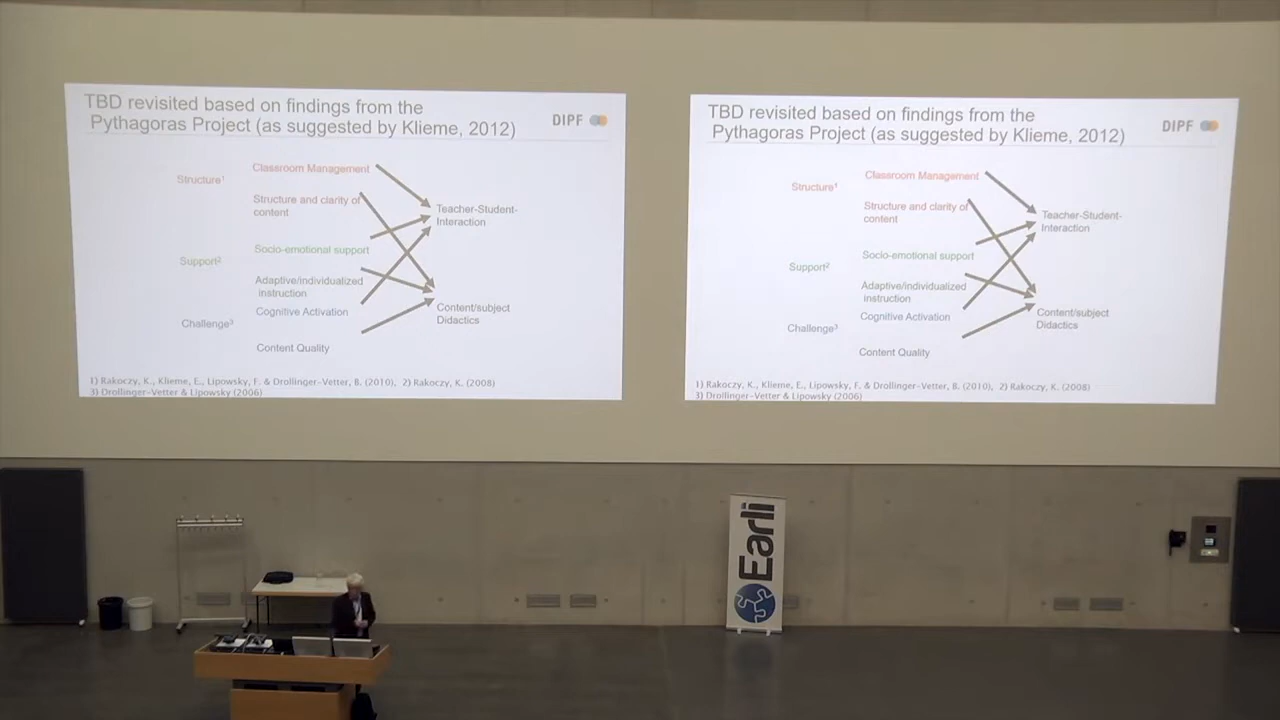 TBD revisited based on findings from the
Pythagoras Project (as suggested by Klieme, 2012)
DIPF
Structure¹
Classroom Management
Structure and clarity of
content
Teacher-Student-
Interaction
Support²
Socio-emotional support
Adaptive/individualized
instruction
Content/subject
Didactics
Challenge³
Cognitive Activation
Content Quality
1) Rakoczy, K., Klieme, E., Lipowsky, F. & Drollinger-Vetter, B. (2010), 2) Rakoczy, K. (2008)
3) Drollinger-Vetter & Lipowsky (2006)
TBD revisited based on findings from the
Pythagoras Project (as suggested by Klieme, 2012)
DIPF
Structure¹
Classroom Management
Structure and clarity of
content
Teacher-Student-
Interaction
Support²
Socio-emotional support
Adaptive/individualized
instruction
Content/subject
Didactics
Challenge³
Cognitive Activation
Content Quality
1) Rakoczy, K., Klieme, E., Lipowsky, F. & Drollinger-Vetter, B. (2010), 2) Rakoczy, K. (2008)
3) Drollinger-Vetter & Lipowsky (2006)
Earli